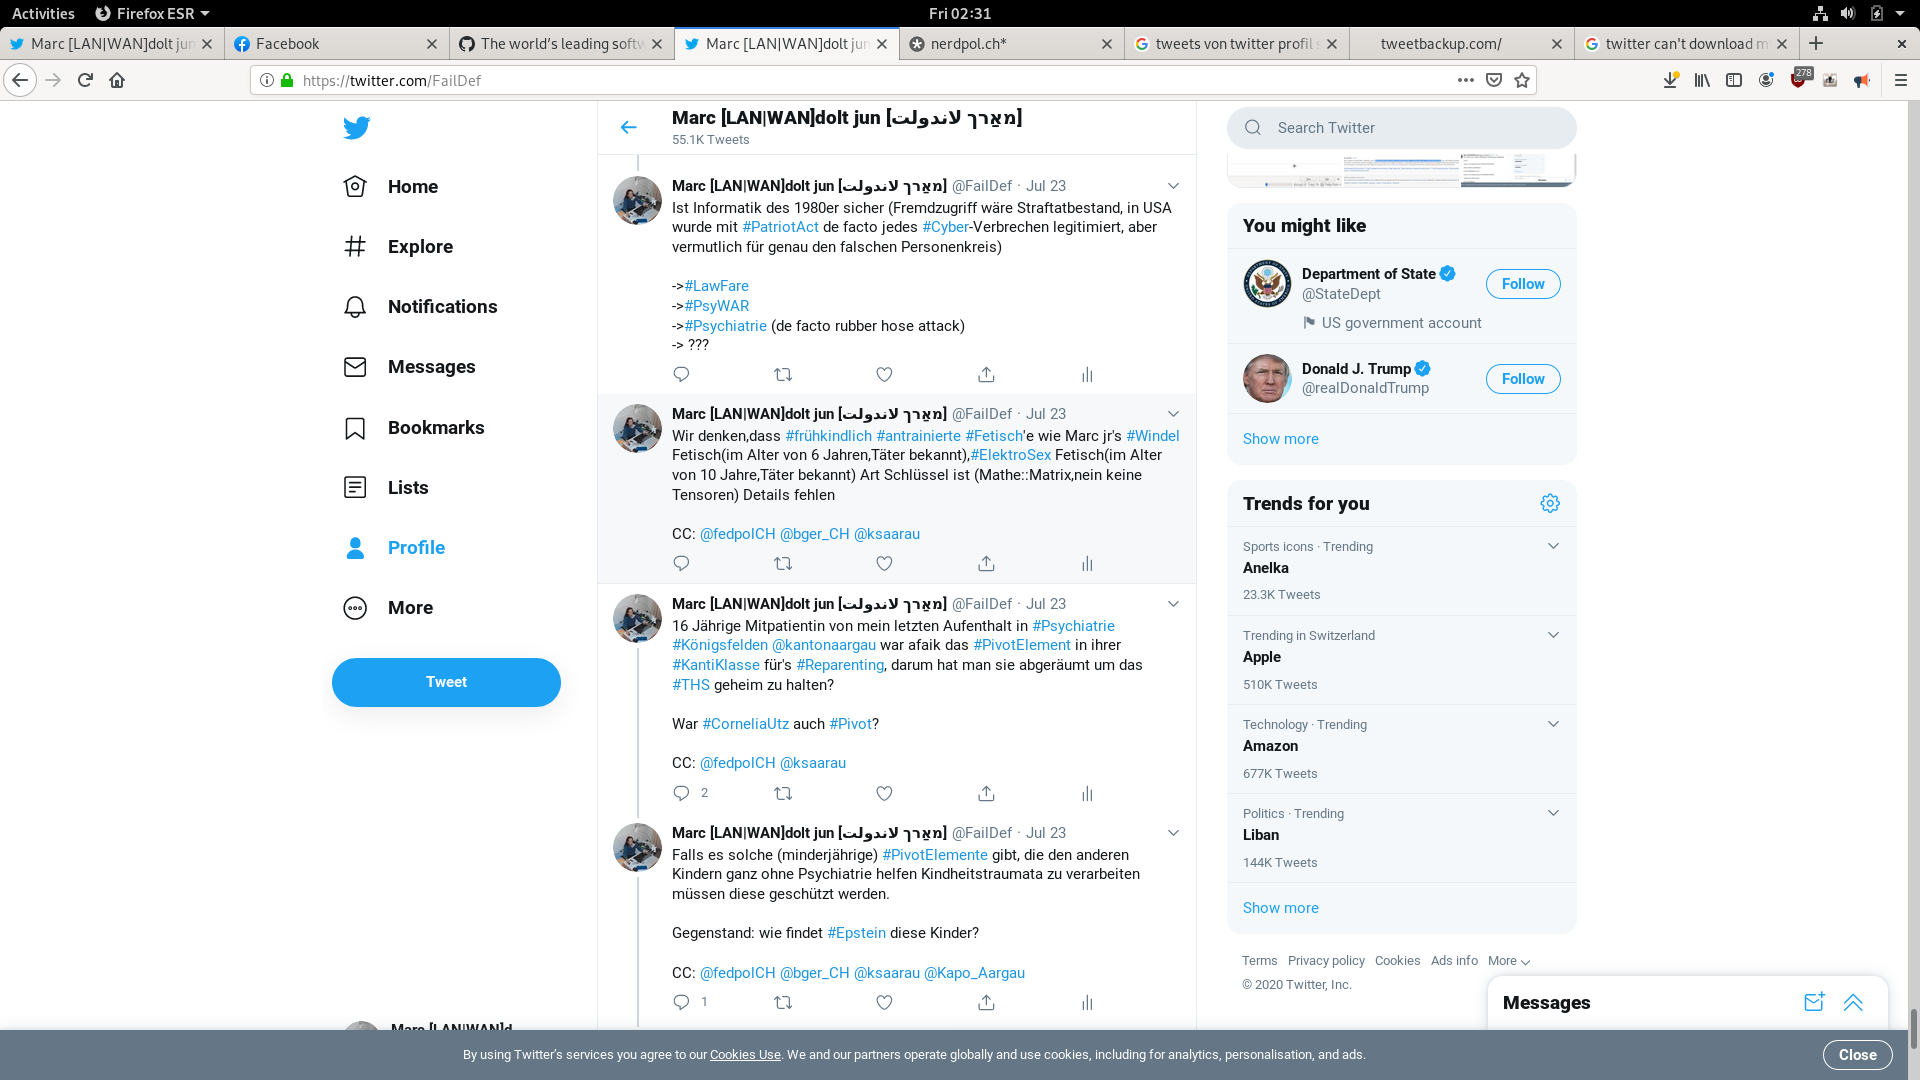 Activities
Firefox ESR
Fri 02:31
Marc [LAN|WAN]dolt jun
Facebook
The world's leading softw
Marc [LAN|WAN]dolt jun
nerdpol.ch*
tweets von twitter profil s
tweetbackup.com/
twitter can't download m
https://twitter.com/FailDef
278
Home
Explore
Notifications
Messages
Bookmarks
Lists
Profile
More
Tweet
Marc [LAN|WAN]d
Marc [LAN|WAN]dolt jun [מאַרך לאנדולת]
55.1K Tweets
Marc [LAN|WAN]dolt jun [מאַרך לאנדולת] @FailDef · Jul 23
Ist Informatik des 1980er sicher (Fremdzugriff wäre Straftatbestand, in USA
wurde mit #PatriotAct de facto jedes #Cyber-Verbrechen legitimiert, aber
vermutlich für genau den falschen Personenkreis)
->#LawFare
->#PsyWAR
->#Psychiatrie (de facto rubber hose attack)
-> ???
Marc [LAN|WAN]dolt jun [מאַרך לאנדולת] @FailDef · Jul 23
Wir denken,dass #frühkindlich #antrainierte #Fetisch'e wie Marc jr's #Windel
Fetisch(im Alter von 6 Jahren,Täter bekannt),#ElektroSex Fetisch(im Alter
von 10 Jahre,Täter bekannt) Art Schlüssel ist (Mathe::Matrix,nein keine
Tensoren) Details fehlen
CC: @fedpolCH @bger_CH @ksaarau
Marc [LAN|WAN]dolt jun [מאַרך לאנדולת] @FailDef · Jul 23
16 Jährige Mitpatientin von mein letzten Aufenthalt in #Psychiatrie
#Königsfelden @kantonaargau war afaik das #PivotElement in ihrer
#KantiKlasse für's #Reparenting, darum hat man sie abgeräumt um das
#THS geheim zu halten?
War #CorneliaUtz auch #Pivot?
CC: @fedpolCH @ksaarau
2
Marc [LAN|WAN]dolt jun [מאַרך לאנדולת] @FailDef · Jul 23
Falls es solche (minderjährige) #PivotElemente gibt, die den anderen
Kindern ganz ohne Psychiatrie helfen Kindheitstraumata zu verarbeiten
müssen diese geschützt werden.
Gegenstand: wie findet #Epstein diese Kinder?
CC: @fedpolCH @bger_CH @ksaarau @Kapo_Aargau
1
Search Twitter
You might like
Department of State
@StateDept
US government account
Follow
Donald J. Trump
@realDonaldTrump
Follow
Show more
Trends for you
Sports icons · Trending
Anelka
23.3K Tweets
Trending in Switzerland
Apple
510K Tweets
Technology · Trending
Amazon
677K Tweets
Politics · Trending
Liban
144K Tweets
Show more
Terms Privacy policy Cookies Ads info More
© 2020 Twitter, Inc.
Messages
By using Twitter's services you agree to our Cookies Use. We and our partners operate globally and use cookies, including for analytics, personalisation, and ads.
Close